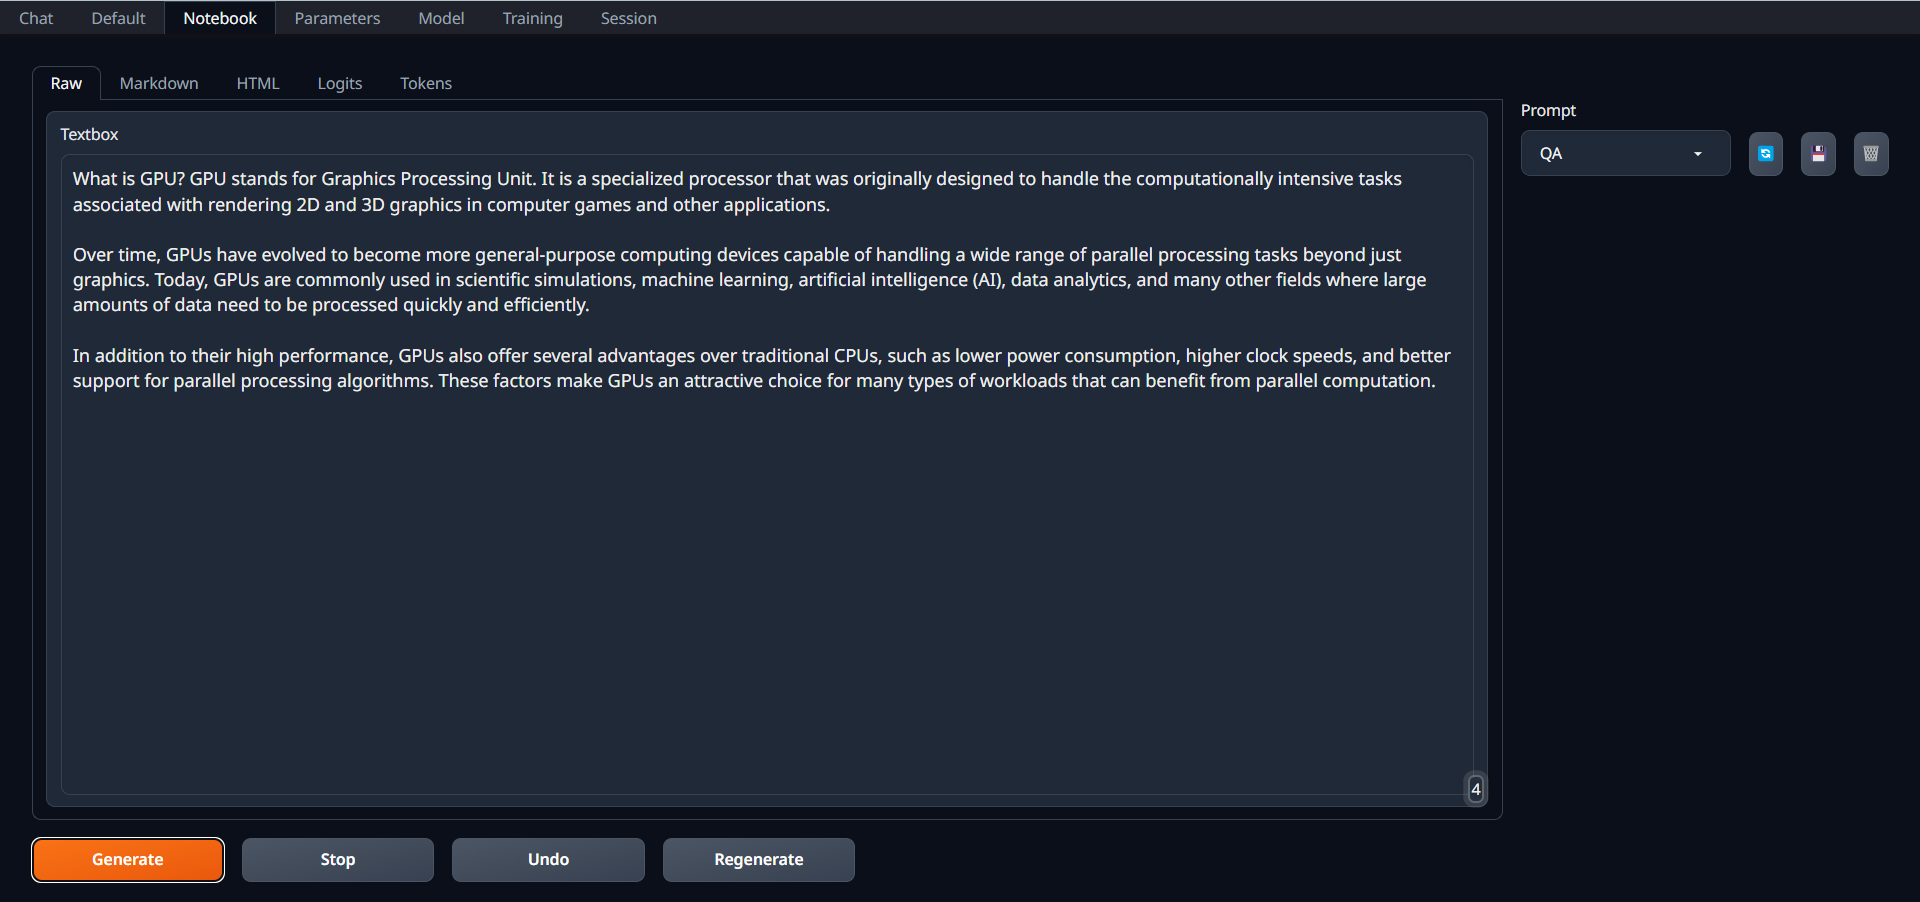 Chat Default Notebook Parameters Model Training Session
Raw Markdown HTML Logits Tokens
Prompt
Textbox
QA
What is GPU? GPU stands for Graphics Processing Unit. It is a specialized processor that was originally designed to handle the computationally intensive tasks
associated with rendering 2D and 3D graphics in computer games and other applications.
Over time, GPUs have evolved to become more general-purpose computing devices capable of handling a wide range of parallel processing tasks beyond just
graphics. Today, GPUs are commonly used in scientific simulations, machine learning, artificial intelligence (AI), data analytics, and many other fields where large
amounts of data need to be processed quickly and efficiently.
In addition to their high performance, GPUs also offer several advantages over traditional CPUs, such as lower power consumption, higher clock speeds, and better
support for parallel processing algorithms. These factors make GPUs an attractive choice for many types of workloads that can benefit from parallel computation.
4
Generate Stop Undo Regenerate